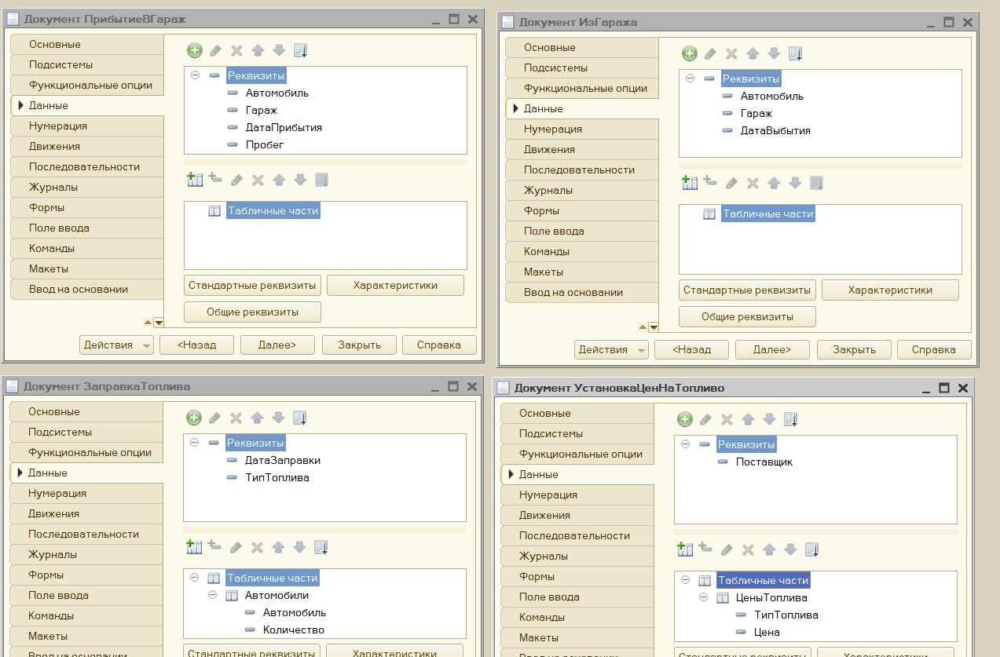 Документ ПрибытиеВГараж
Основные
Подсистемы
Функциональные опции
Данные
Нумерация
Движения
Последовательности
Журналы
Формы
Поле ввода
Команды
Макеты
Ввод на основании
Реквизиты
Автомобиль
Гараж
ДатаПрибытия
Пробег
Табличные части
Стандартные реквизиты
Характеристики
Общие реквизиты
Действия
<Назад
Далее>
Закрыть
Справка
Документ ИзГаража
Основные
Подсистемы
Функциональные опции
Данные
Нумерация
Движения
Последовательности
Журналы
Формы
Поле ввода
Команды
Макеты
Ввод на основании
Реквизиты
Автомобиль
Гараж
ДатаВыбытия
Табличные части
Стандартные реквизиты
Характеристики
Общие реквизиты
Действия
<Назад
Далее>
Закрыть
Справка
Документ ЗаправкаТоплива
Основные
Подсистемы
Функциональные опции
Данные
Нумерация
Движения
Последовательности
Журналы
Формы
Поле ввода
Команды
Макеты
Ввод на основании
Реквизиты
ДатаЗаправки
ТипТоплива
Табличные части
Автомобили
Автомобиль
Количество
Стандартные реквизиты
Характеристики
Документ УстановкаЦенНаТопливо
Основные
Подсистемы
Функциональные опции
Данные
Нумерация
Движения
Последовательности
Журналы
Формы
Поле ввода
Команды
Макеты
Ввод на основании
Реквизиты
Поставщик
Табличные части
ЦеныТоплива
ТипТоплива
Цена
Стандартные реквизиты
Характеристики